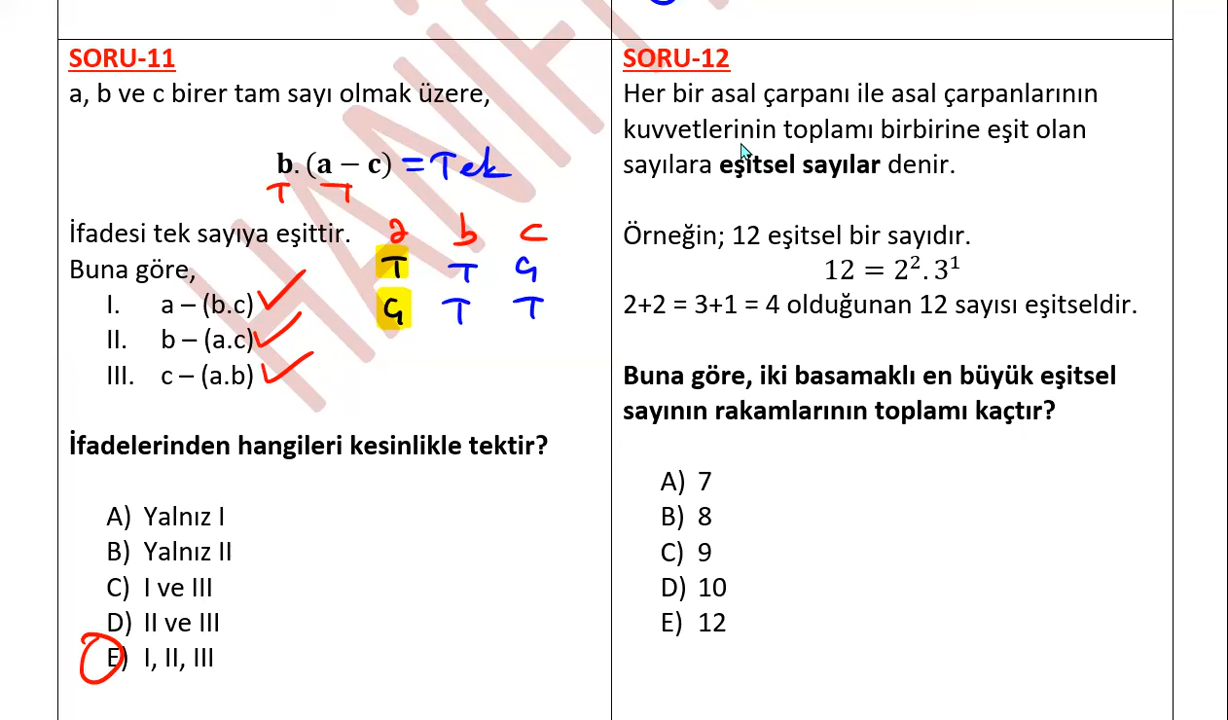 SORU-11
a, b ve c birer tam sayı olmak üzere,
b. (a − c) = Tek
T T
İfadesi tek sayıya eşittir.
a b c
Buna göre,
T T Ç
I. a – (b.c)
Ç T T
II. b – (a.c)
III. c – (a.b)
İfadelerinden hangileri kesinlikle tektir?
A) Yalnız I
B) Yalnız II
C) I ve III
D) II ve III
E) I, II, III
SORU-12
Her bir asal çarpanı ile asal çarpanlarının
kuvvetlerinin toplamı birbirine eşit olan
sayılara eşitsel sayılar denir.
Örneğin; 12 eşitsel bir sayıdır.
12 = 2². 3¹
2+2 = 3+1 = 4 olduğunan 12 sayısı eşitseldir.
Buna göre, iki basamaklı en büyük eşitsel
sayının rakamlarının toplamı kaçtır?
A) 7
B) 8
C) 9
D) 10
E) 12
HANİF